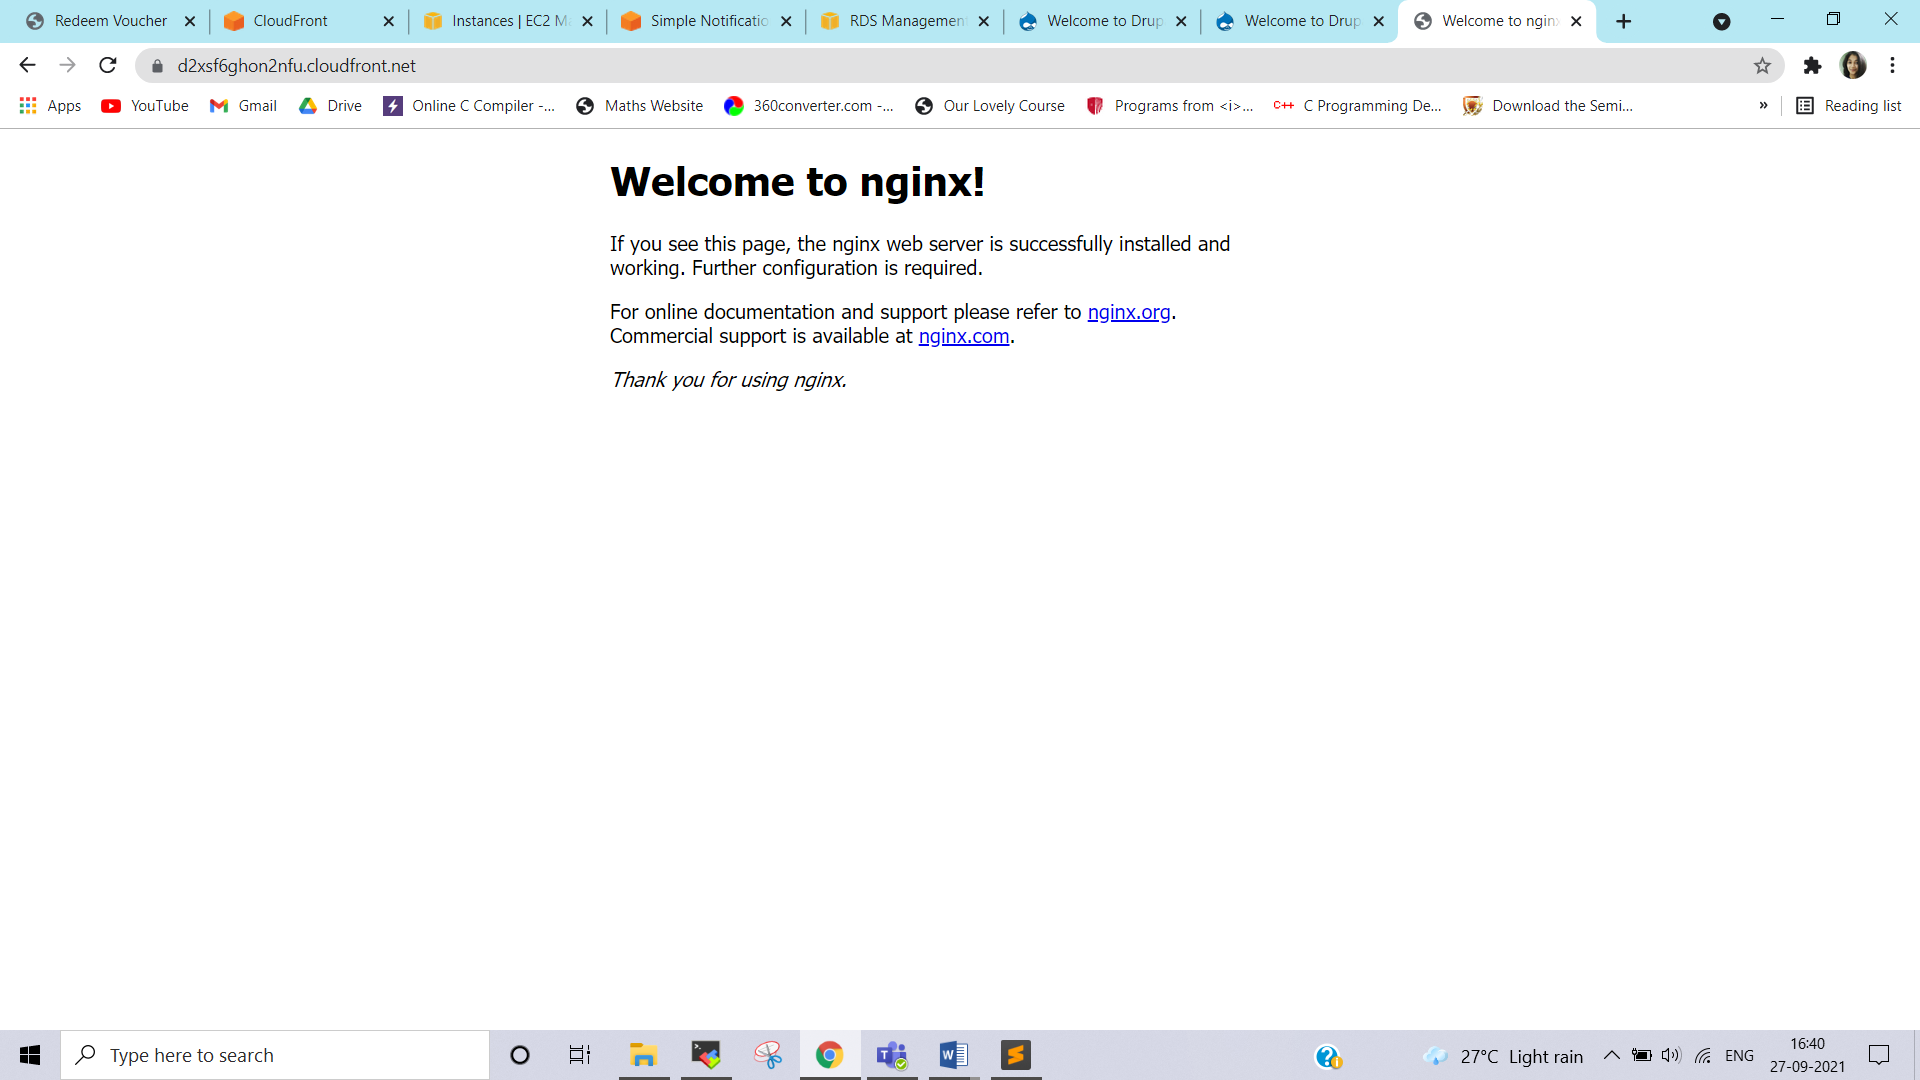 Redeem Voucher
CloudFront
Instances | EC2 M
Simple Notificatio
RDS Management
Welcome to Drup
Welcome to Drup
Welcome to ngin
d2xsf6ghon2nfu.cloudfront.net
Apps
YouTube
Gmail
Drive
Online C Compiler -...
Maths Website
360converter.com -...
Our Lovely Course
Programs from <i>...
C++ C Programming De...
Download the Semi...
»
Reading list
Welcome to nginx!
If you see this page, the nginx web server is successfully installed and
working. Further configuration is required.
For online documentation and support please refer to nginx.org.
Commercial support is available at nginx.com.
Thank you for using nginx.
Type here to search
27°C Light rain
ENG
16:40
27-09-2021